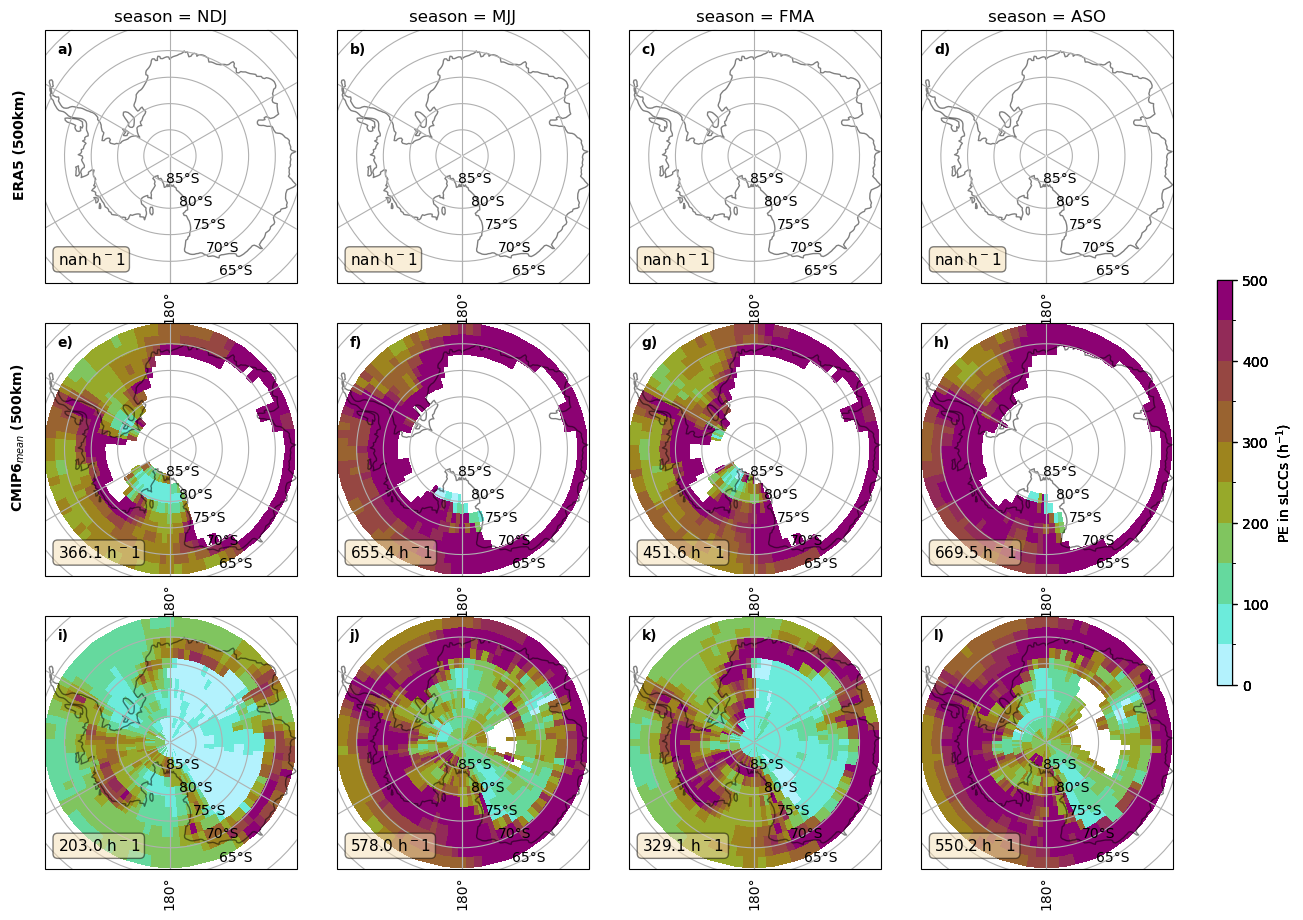 season = NDJ
season = MJJ
season = FMA
season = ASO
ERA5 (500km)
a)
85°S
80°S
75°S
70°S
65°S
nan h⁻1
180°
b)
85°S
80°S
75°S
70°S
65°S
nan h⁻1
180°
c)
85°S
80°S
75°S
70°S
65°S
nan h⁻1
180°
d)
85°S
80°S
75°S
70°S
65°S
nan h⁻1
180°
CMIP6mean (500km)
e)
85°S
80°S
75°S
70°S
65°S
366.1 h⁻1
180°
f)
85°S
80°S
75°S
70°S
65°S
655.4 h⁻1
180°
g)
85°S
80°S
75°S
70°S
65°S
451.6 h⁻1
180°
h)
85°S
80°S
75°S
70°S
65°S
669.5 h⁻1
180°
i)
85°S
80°S
75°S
70°S
65°S
203.0 h⁻1
180°
j)
85°S
80°S
75°S
70°S
65°S
578.0 h⁻1
180°
k)
85°S
80°S
75°S
70°S
65°S
329.1 h⁻1
180°
l)
85°S
80°S
75°S
70°S
65°S
550.2 h⁻1
180°
500
400
300
200
100
0
PE in sLCCs (h⁻¹)